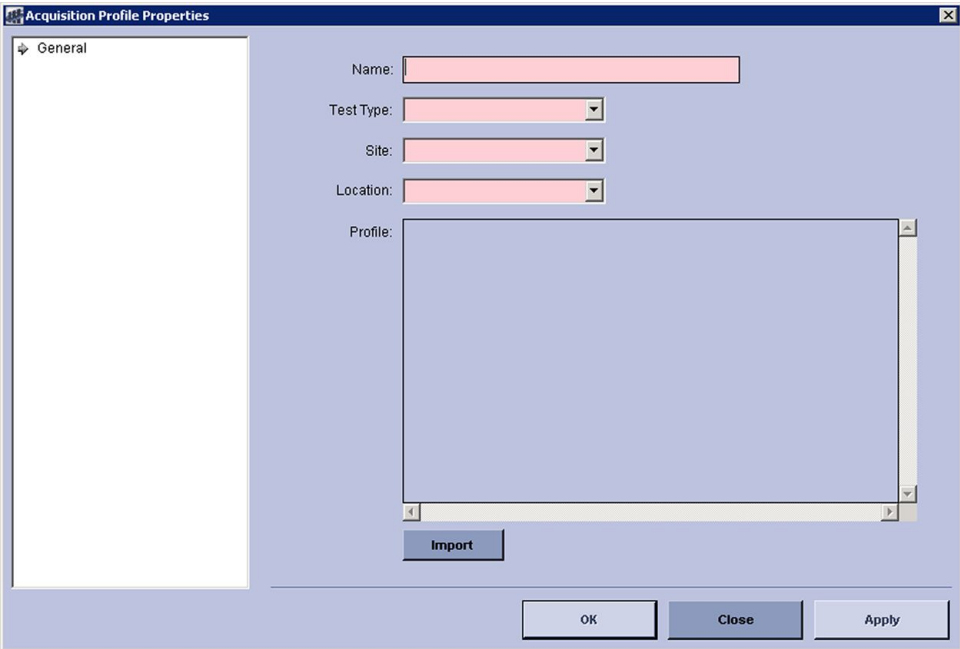 Acquisition Profile Properties
General
Name:
Test Type:
Site:
Location:
Profile:
Import
OK
Close
Apply